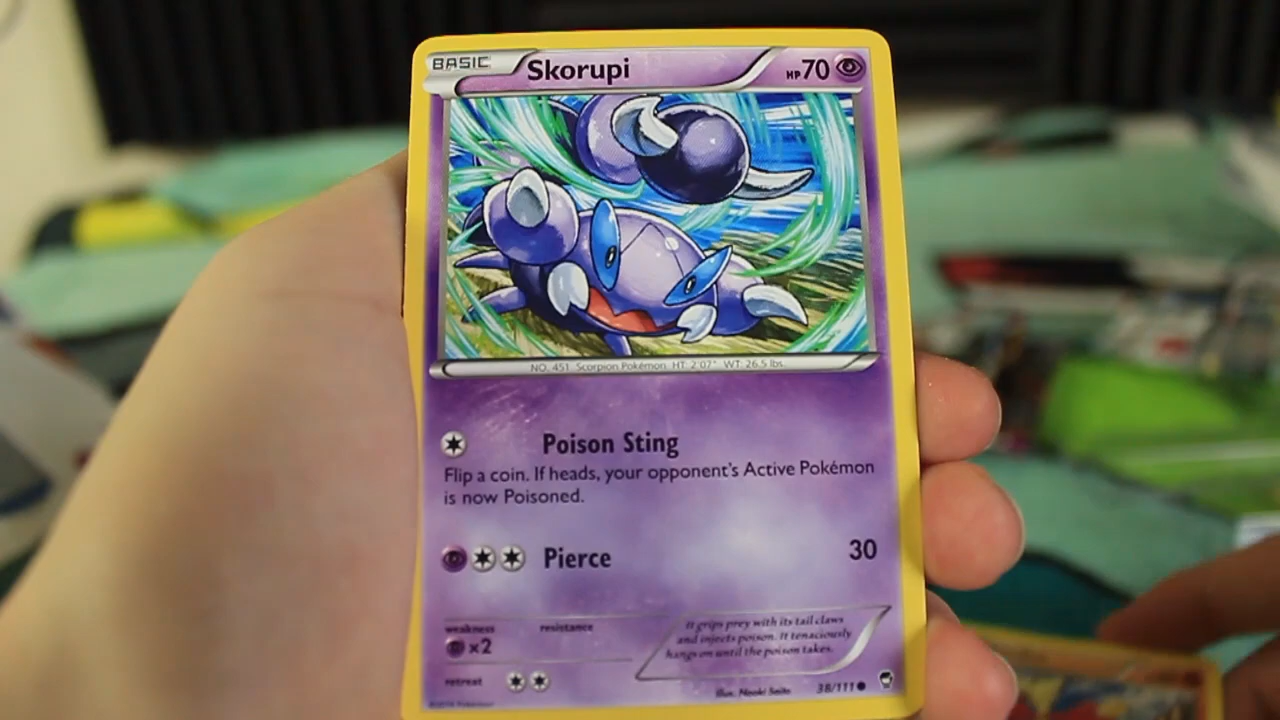 BASIC Skorupi HP70
NO. 451 Scorpion Pokémon HT: 2'07" WT: 26.5 lbs.
Poison Sting
Flip a coin. If heads, your opponent's Active Pokémon
is now Poisoned.
Pierce 30
weakness resistance
×2
It grips prey with its tail claws
and injects poison. It tenaciously
hangs on until the poison takes.
retreat
Illus. Naoki Saito 38/111